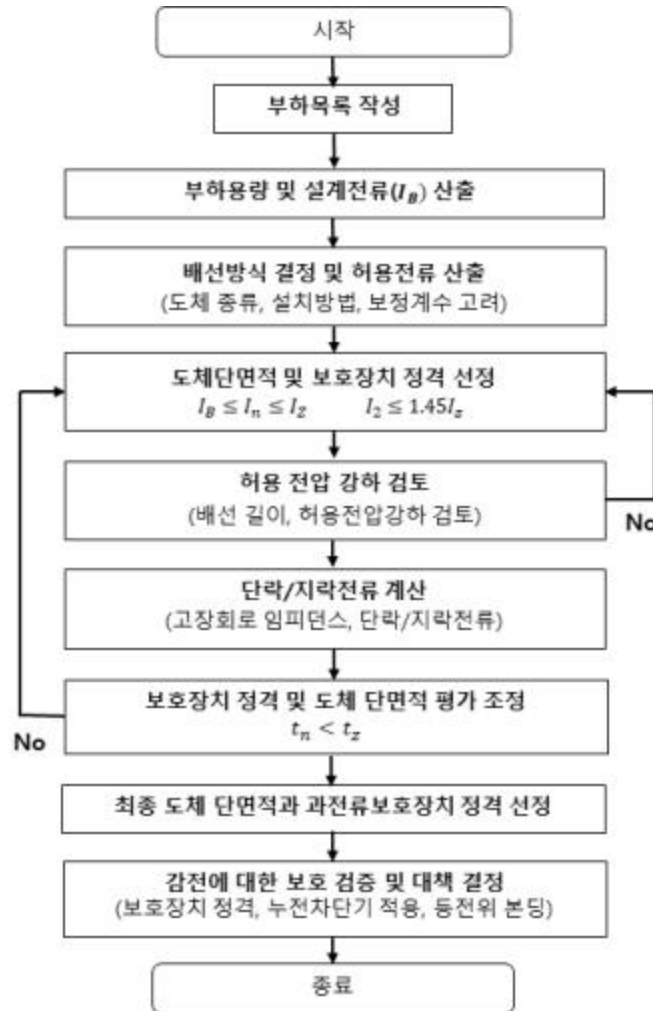 시작
부하목록 작성
부하용량 및 설계전류(I_B) 산출
배선방식 결정 및 허용전류 산출
(도체 종류, 설치방법, 보정계수 고려)
도체단면적 및 보호장치 정격 선정
I_B ≤ I_n ≤ I_Z I_2 ≤ 1.45I_z
허용 전압 강하 검토
(배선 길이, 허용전압강하 검토)
No
단락/지락전류 계산
(고장회로 임피던스, 단락/지락전류)
보호장치 정격 및 도체 단면적 평가 조정
t_n < t_z
No
최종 도체 단면적과 과전류보호장치 정격 선정
감전에 대한 보호 검증 및 대책 결정
(보호장치 정격, 누전차단기 적용, 등전위 본딩)
종료